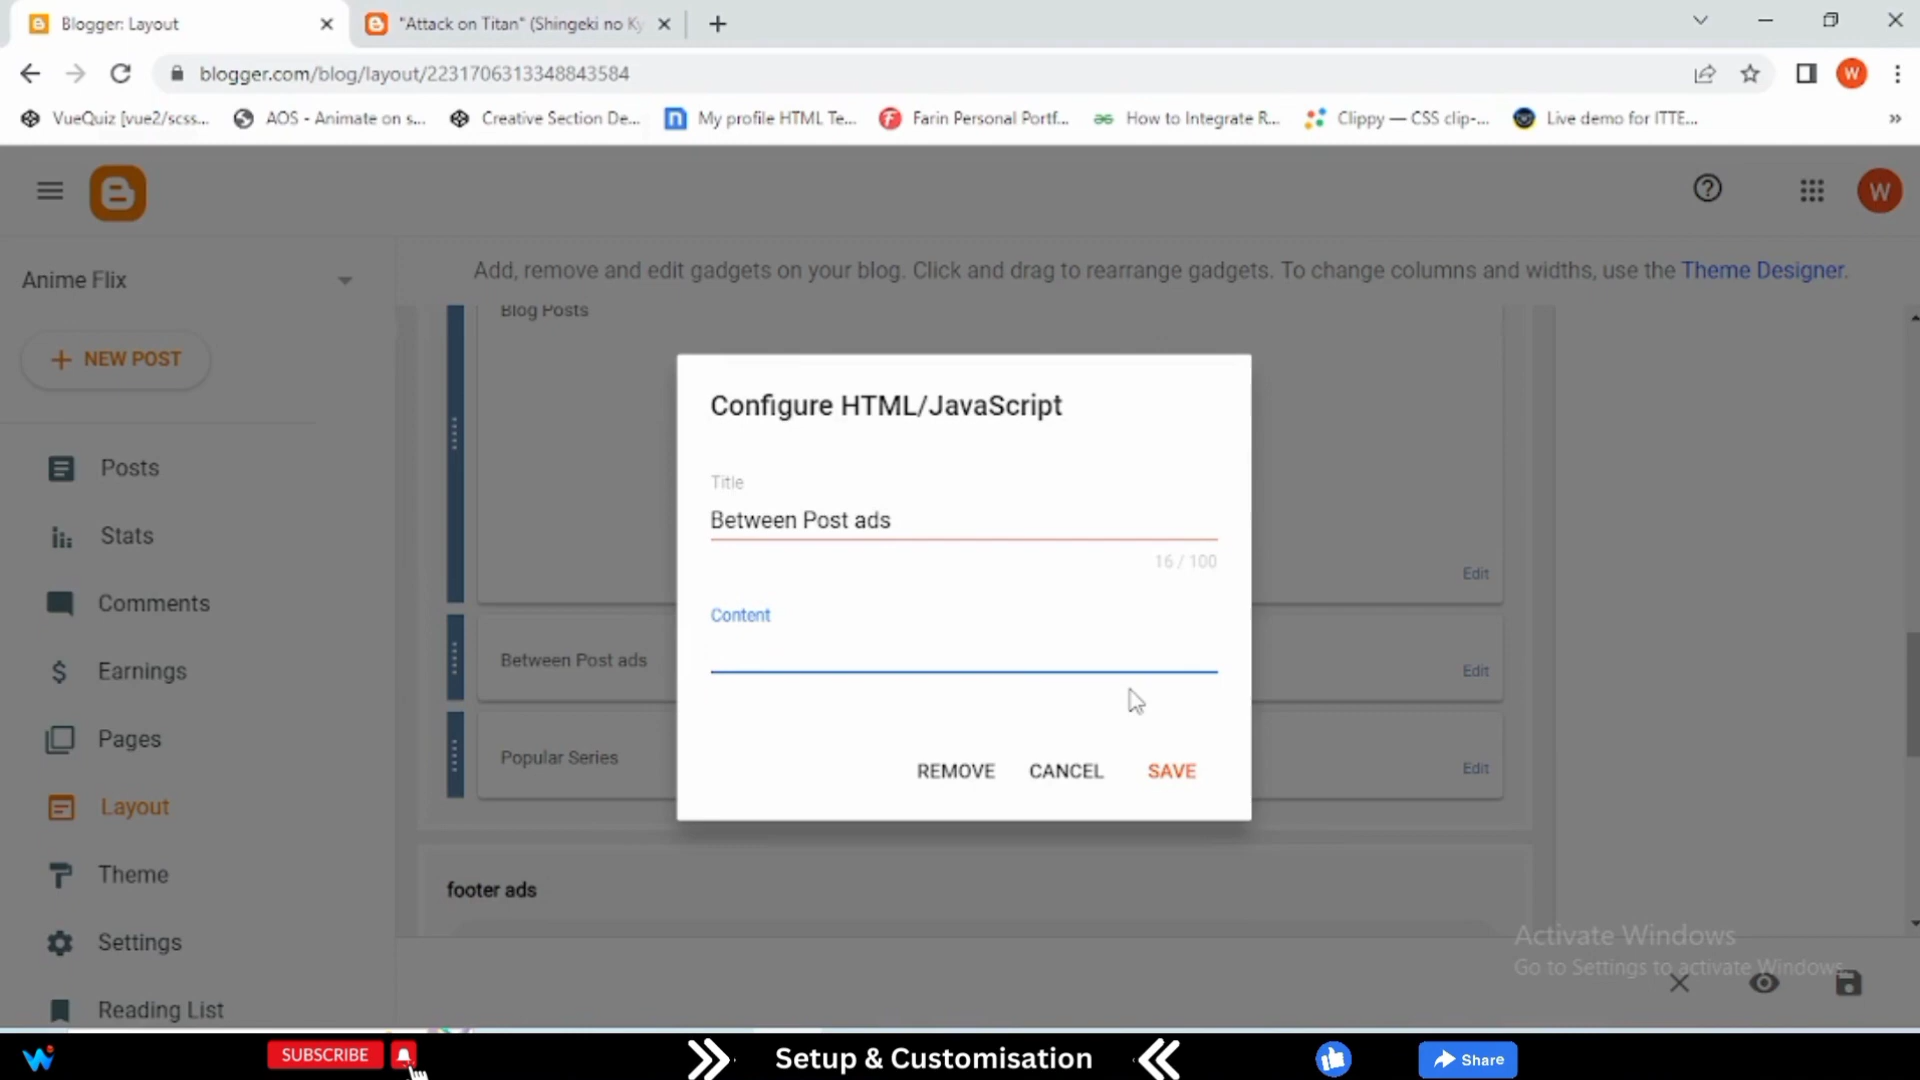 Blogger: Layout
"Attack on Titan" (Shingeki no Ky
blogger.com/blog/layout/2231706313348843584
W
VueQuiz [vue2/scss...
AOS - Animate on s...
Creative Section De...
My profile HTML Te...
Farin Personal Portf...
How to Integrate R...
Clippy — CSS clip-...
Live demo for ITTE...
W
Anime Flix
Add, remove and edit gadgets on your blog. Click and drag to rearrange gadgets. To change columns and widths, use the Theme Designer.
Blog Posts
NEW POST
Configure HTML/JavaScript
Posts
Title
Between Post ads
Stats
16 / 100
Edit
Comments
Content
Between Post ads
Edit
Earnings
Pages
Popular Series
Edit
REMOVE CANCEL SAVE
Layout
Theme
footer ads
Settings
Activate Windows
Go to Settings to activate Windows.
Reading List
SUBSCRIBE
Setup & Customisation
Share